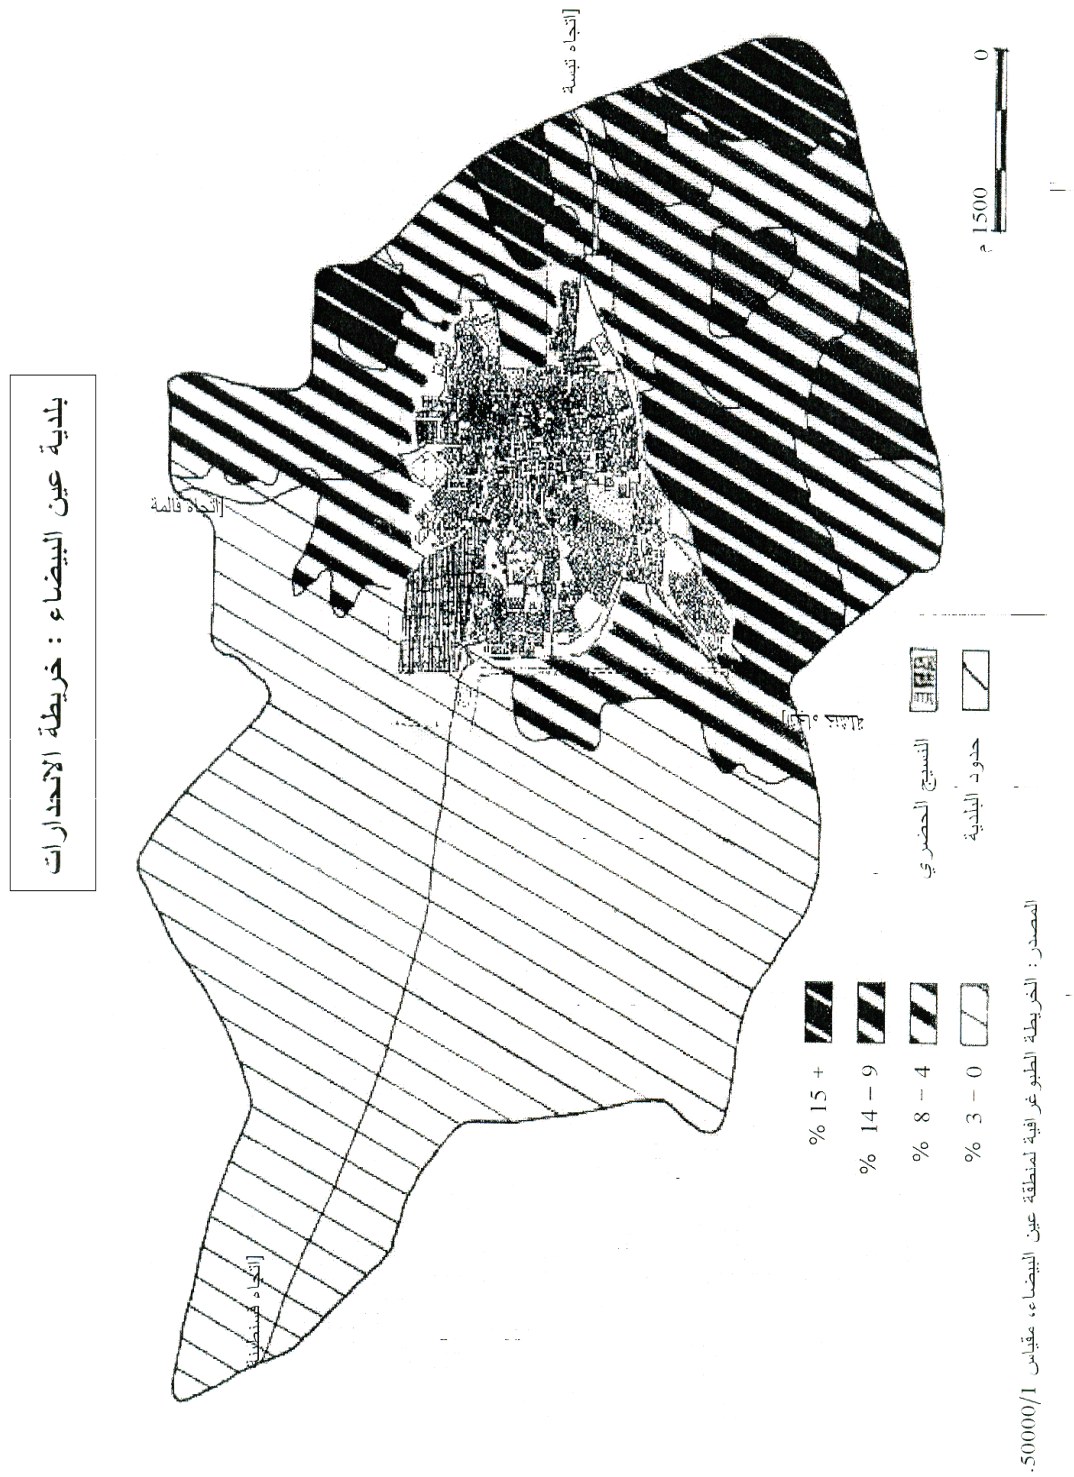 بلدية عين البيضاء : خريطة الانحدارات
[اتجاه تبسة
[اتجاه قالمة
[اتجاه قسنطينة
[اتجاه
0
1500 م
النسيج الحضري
حدود البلدية
% 15 +
% 14 – 9
% 8 – 4
% 3 – 0
المصدر : الخريطة الطبوغرافية لمنطقة عين البيضاء، مقياس 50000/1.